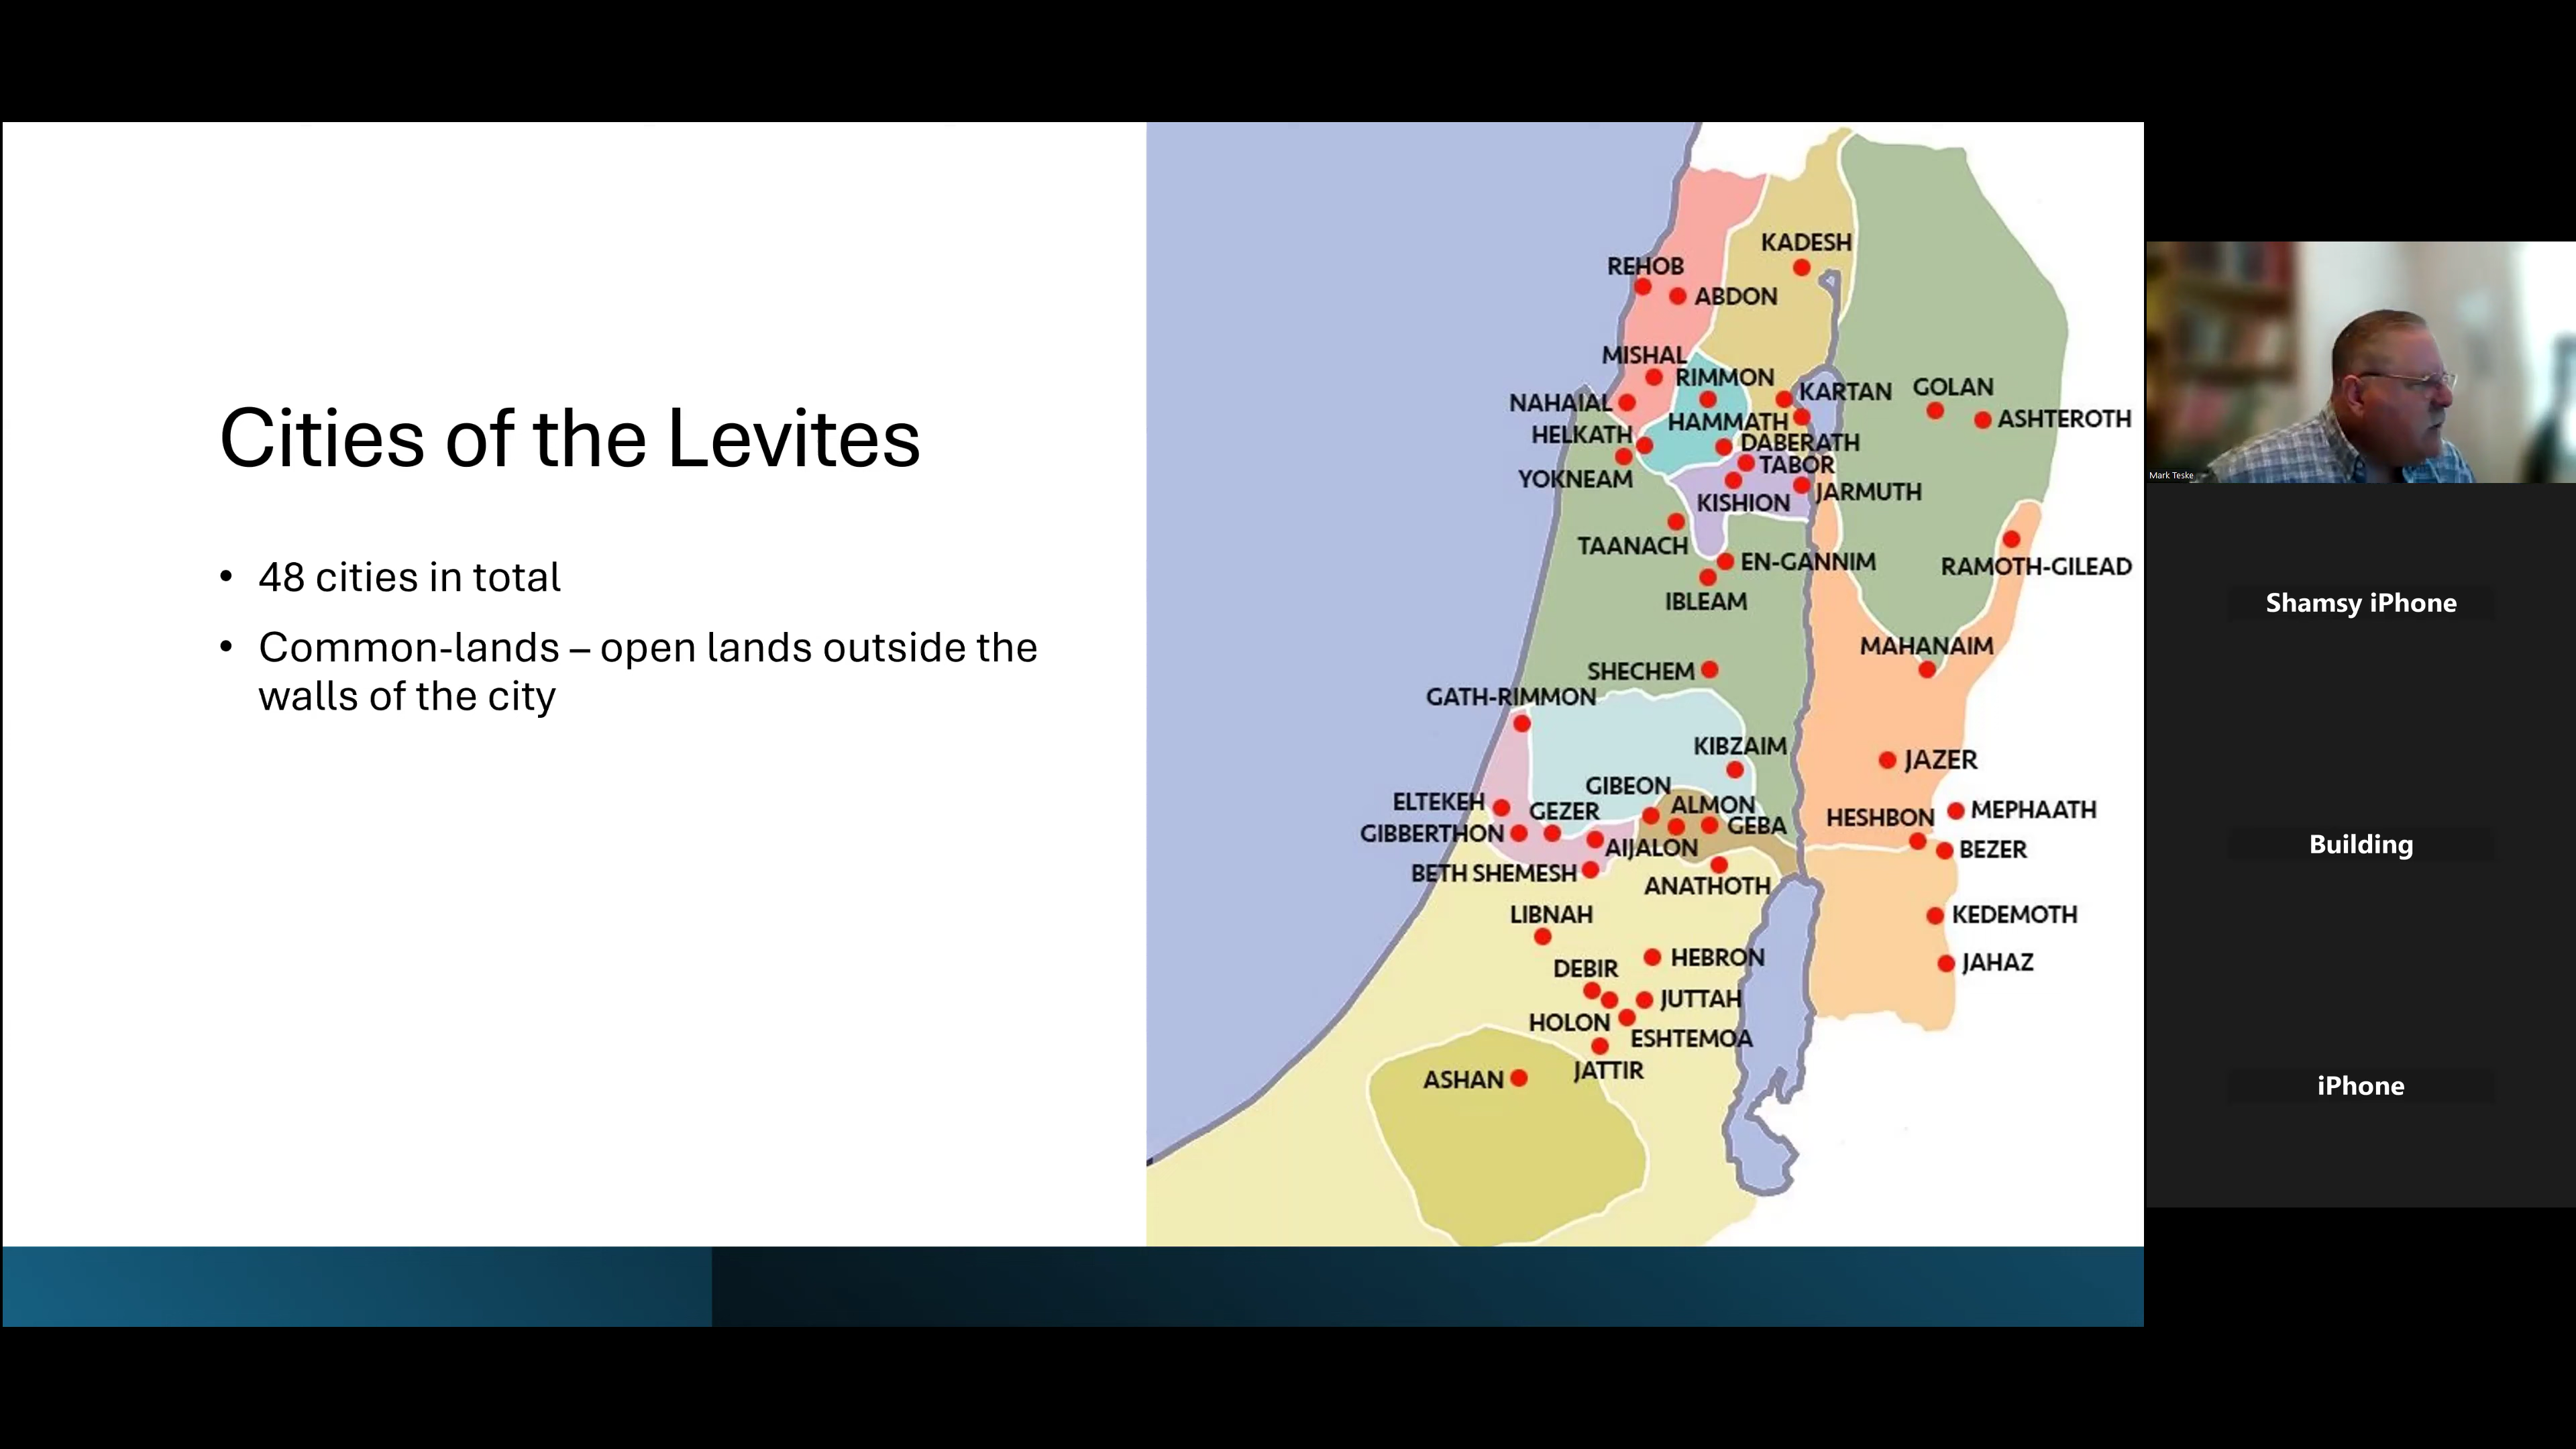 Cities of the Levites
• 48 cities in total
• Common-lands – open lands outside the
walls of the city
KADESH
REHOB
ABDON
MISHAL
RIMMON
KARTAN
GOLAN
NAHAIAL
HAMMATH
ASHTEROTH
HELKATH
DABERATH
TABOR
YOKNEAM
KISHION
JARMUTH
TAANACH
EN-GANNIM
RAMOTH-GILEAD
IBLEAM
MAHANAIM
SHECHEM
GATH-RIMMON
KIBZAIM
JAZER
GIBEON
ELTEKEH
GEZER
ALMON
MEPHAATH
HESHBON
GIBBERTHON
GEBA
AIJALON
BEZER
BETH SHEMESH
ANATHOTH
LIBNAH
KEDEMOTH
HEBRON
JAHAZ
DEBIR
JUTTAH
HOLON
ESHTEMOA
JATTIR
ASHAN
Mark Teske
Shamsy iPhone
Building
iPhone